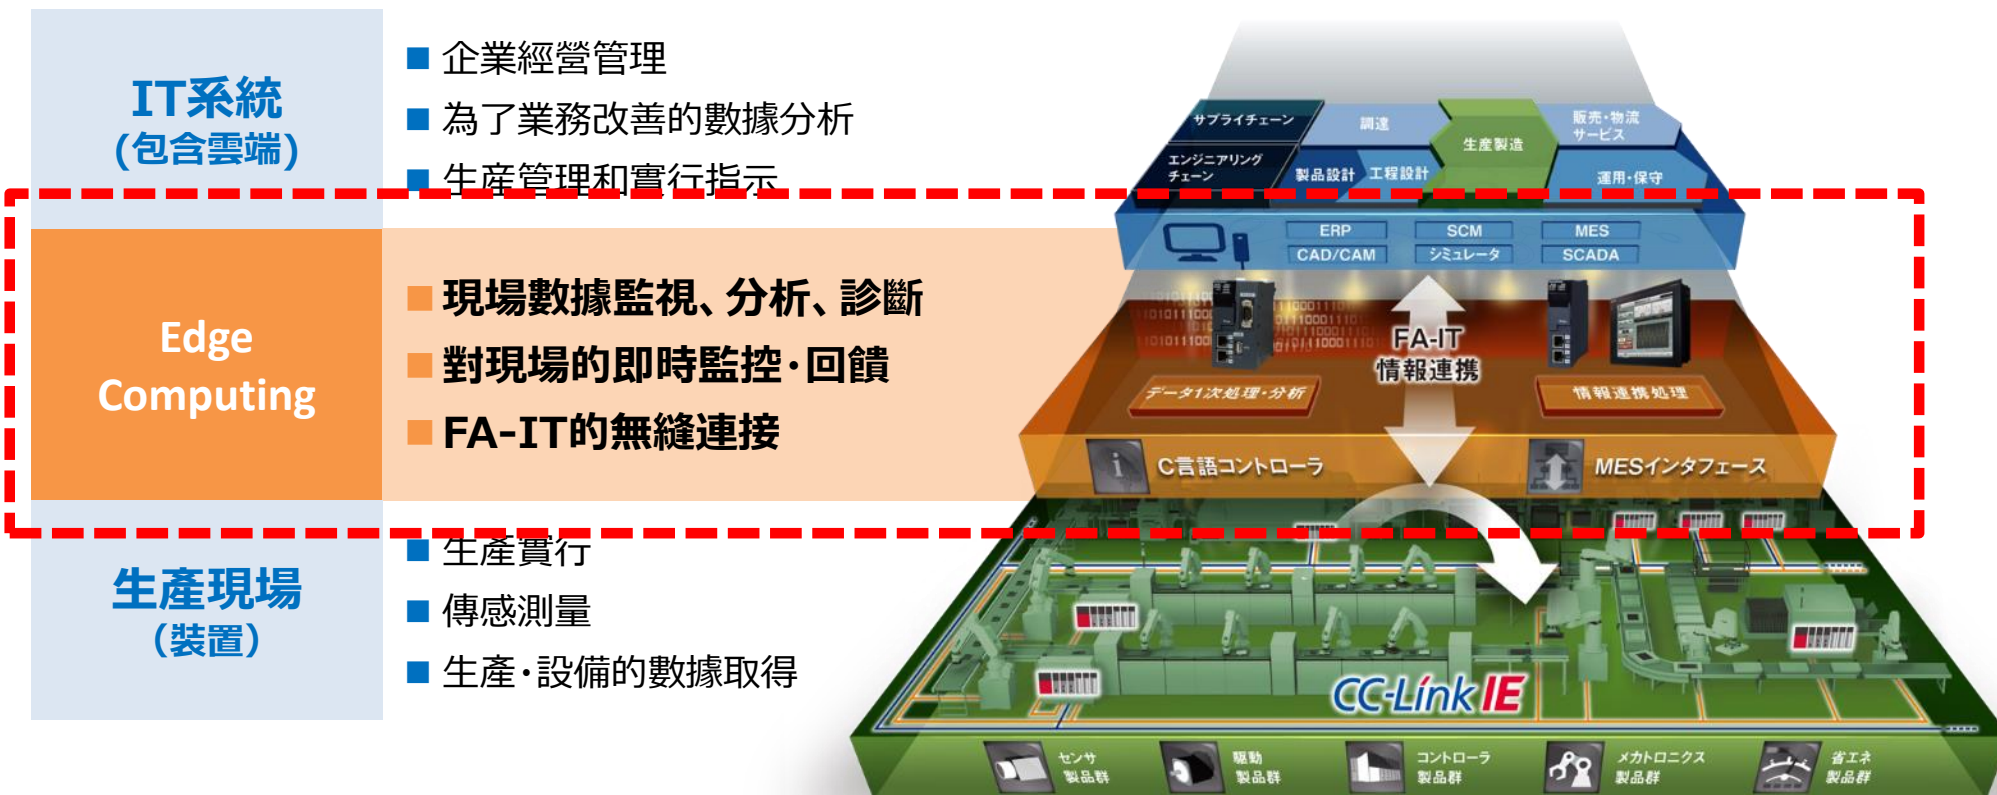 IT系統
(包含雲端)
■ 企業經營管理
■ 為了業務改善的數據分析
■ 生産管理和實行指示
Edge
Computing
■ 現場數據監視、分析、診斷
■ 對現場的即時監控・回饋
■ FA-IT的無縫連接
生產現場
（裝置）
■ 生產實行
■ 傳感測量
■ 生產・設備的數據取得
サプライチェーン
調達
生産製造
販売・物流
サービス
エンジニアリング
チェーン
製品設計
工程設計
運用・保守
ERP
SCM
MES
CAD/CAM
シミュレータ
SCADA
FA-IT
情報連携
データ1次処理・分析
情報連携処理
C言語コントローラ
MESインタフェース
CC-Link IE
センサ
製品群
駆動
製品群
コントローラ
製品群
メカトロニクス
製品群
省エネ
製品群